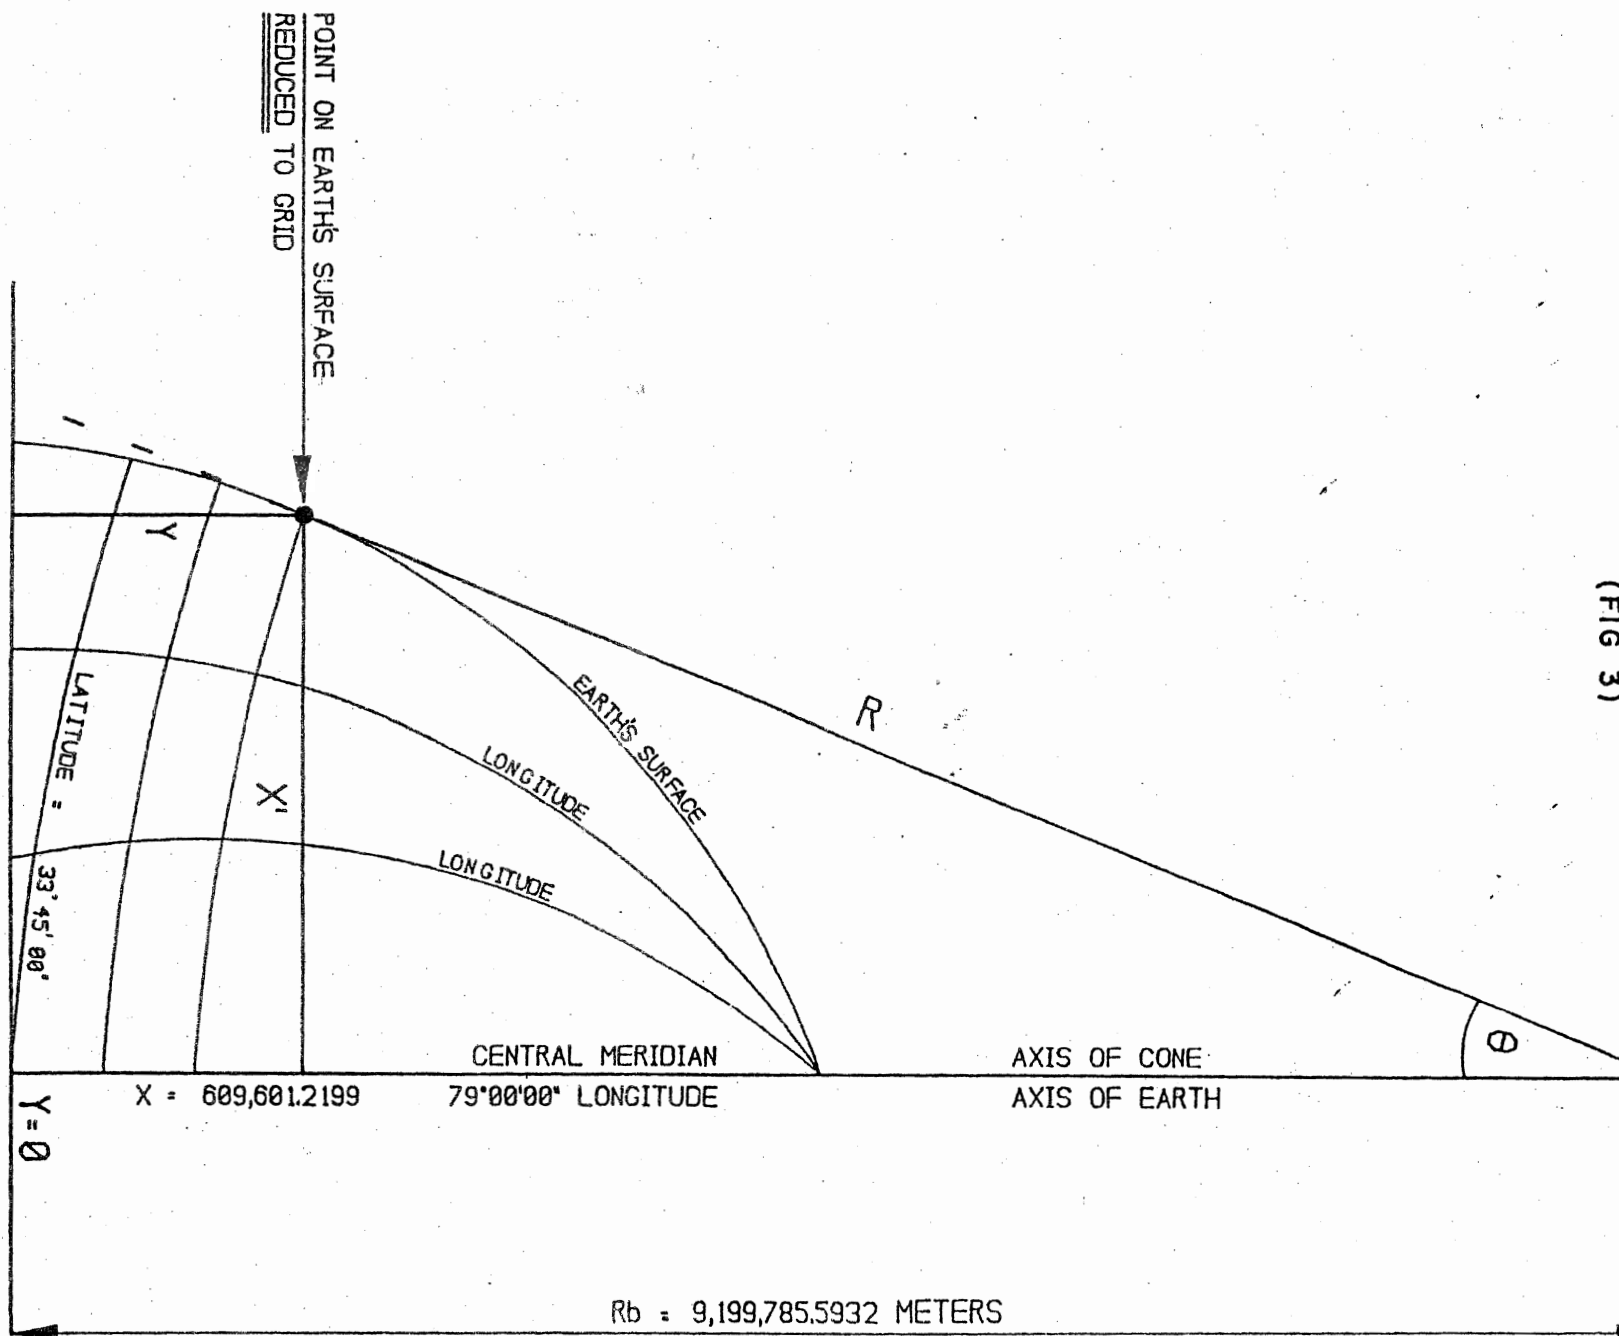 POINT ON EARTH'S SURFACE
REDUCED TO GRID
(FIG 3)
Y
R
EARTH'S SURFACE
LONGITUDE
LATITUDE =
33° 45' 00"
X'
LONGITUDE
θ
CENTRAL MERIDIAN
AXIS OF CONE
X = 609,601.2199
79°00'00" LONGITUDE
AXIS OF EARTH
Y=0
Rb = 9,199,785.5932 METERS